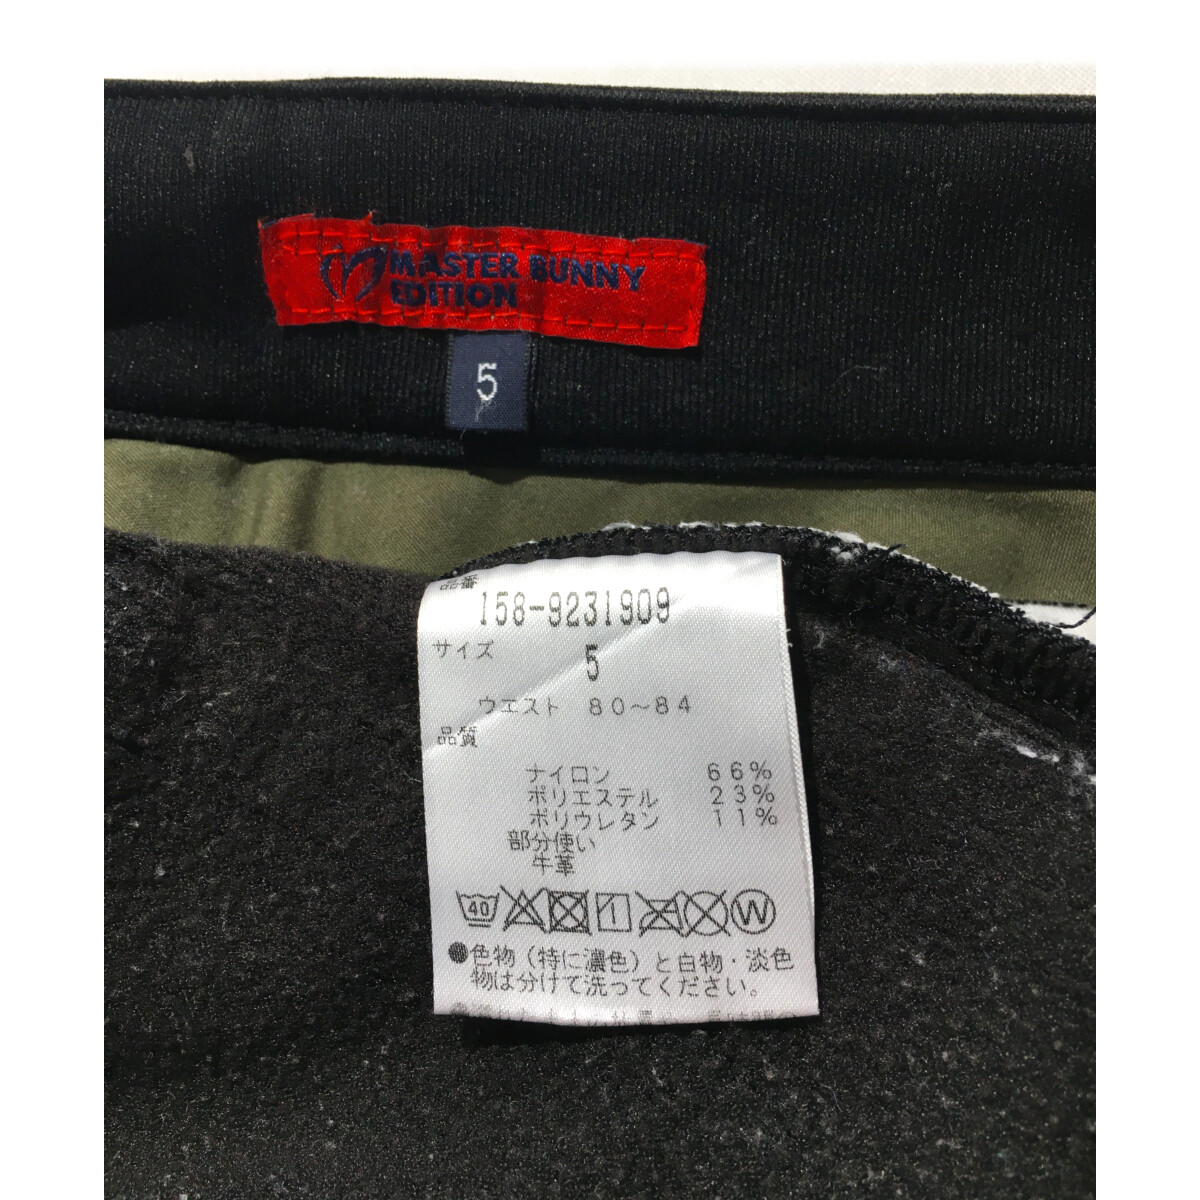 MASTER BUNNY
EDITION
5
品番
158-9231909
サイズ
5
ウエスト 80～84
品質
ナイロン 66%
ポリエステル 23%
ポリウレタン 11%
部分使い
牛革
40
W
●色物（特に濃色）と白物・淡色
物は分けて洗ってください。